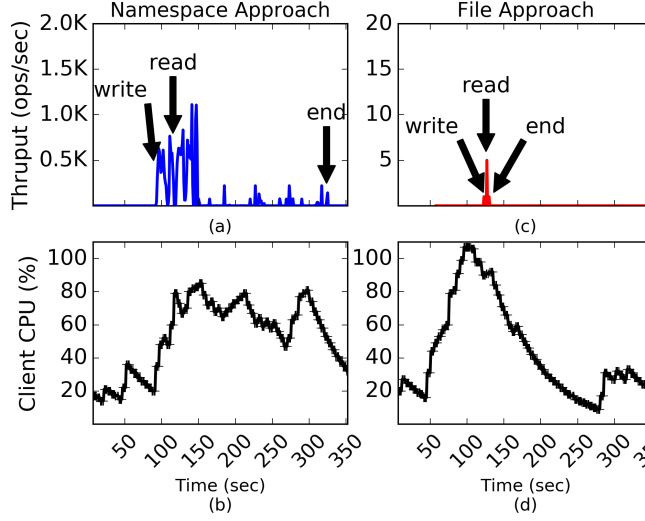 Namespace Approach
File Approach
Thruput (ops/sec)
2.0K
1.5K
1.0K
0.5K
write
read
end
(a)
20
15
10
5
write
read
end
(c)
Client CPU (%)
100
80
60
40
20
50
100
150
200
250
300
350
Time (sec)
(b)
100
80
60
40
20
50
100
150
200
250
300
35
Time (sec)
(d)